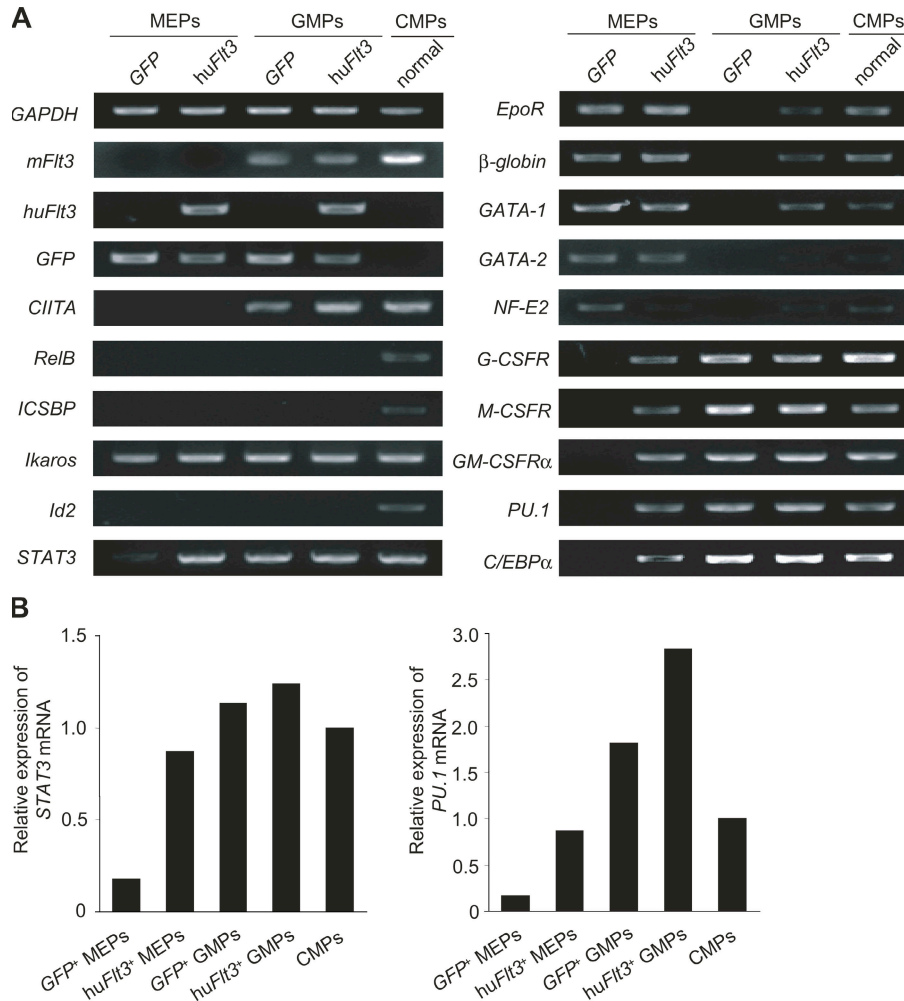 A
MEPs GMPs CMPs
GFP huFlt3 GFP huFlt3 normal
GAPDH
mFlt3
huFlt3
GFP
CIITA
RelB
ICSBP
Ikaros
Id2
STAT3
MEPs GMPs CMPs
GFP huFlt3 GFP huFlt3 normal
EpoR
β-globin
GATA-1
GATA-2
NF-E2
G-CSFR
M-CSFR
GM-CSFRα
PU.1
C/EBPα
B
Relative expression of
STAT3 mRNA
1.5
1.0
0.5
0
GFP+ MEPs
huFlt3+ MEPs
GFP+ GMPs
huFlt3+ GMPs
CMPs
Relative expression of
PU.1 mRNA
3.0
2.5
2.0
1.5
1.0
0.5
0
GFP+ MEPs
huFlt3+ MEPs
GFP+ GMPs
huFlt3+ GMPs
CMPs